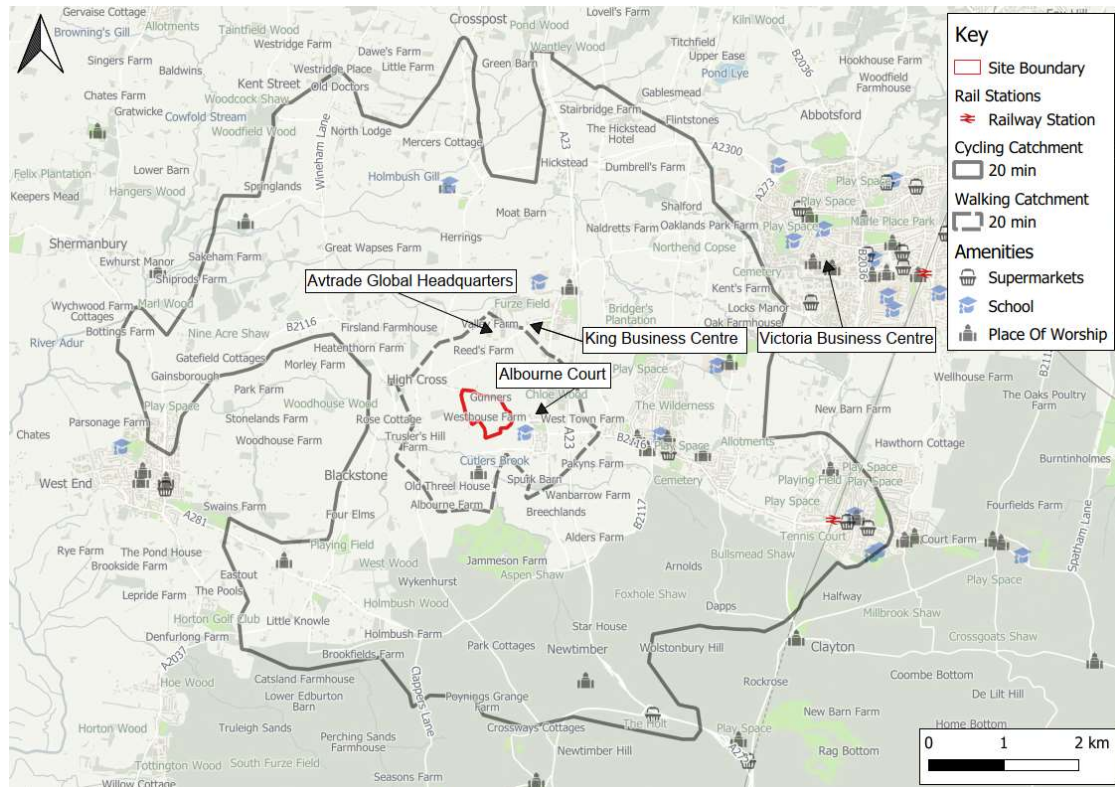 Gervaise Cottage
Allotments
Taintfield Wood
Crosspost
Pond Wood
Lovell's Farm
Kiln Wood
Browning's Gill
Westridge Farm
Dawe's Farm
Wantley Wood
Titchfield
B2036
Singers Farm
Baldwins
Westridge Place
Little Farm
Green Barn
Upper Ease
Hookhouse Farm
Kent Street
Old Doctors
Pond Lye
Woodfield
Farmhouse
Chates Farm
Woodcock Shaw
Gablesmead
Gratwicke
Cowfold Stream
Stairbridge Farm
Abbotsford
Woodfield Wood
North Lodge
The Hickstead
Hotel
Flintstones
Wineham Lane
Mercers Cottage
A23
A2300
Lower Barn
Hickstead
Dumbrell's Farm
Felix Plantation
Holmbush Gill
A273
Play Space
Keepers Mead
Hangers Wood
Springlands
Shalford
Play Space
Marle Place Park
Moat Barn
Naldretts Farm
Oaklands Park Farm
Play Space
Shermanbury
Great Wapses Farm
Herrings
Northend Copse
B2036
Sakeham Farm
Ewhurst Manor
Cemetery
Shiprods Farm
Avtrade Global Headquarters
Kent's Farm
Wychwood Farm
Cottages
Marl Wood
Furze Field
Bridger's
Plantation
Locks Manor
Nine Acre Shaw
B2116
Firsland Farmhouse
Valley Farm
Oak Farmhouse
River Adur
Bottings Farm
King Business Centre
Victoria Business Centre
Heatenthorn Farm
Reed's Farm
Gatefield Cottages
Morley Farm
Albourne Court
Wellhouse Farm
Gainsborough
High Cross
Play Space
Park Farm
Woodhouse Wood
Gunners
Chloe Wood
The Oaks Poultry
Farm
Play Space
The Wilderness
New Barn Farm
Parsonage Farm
Stonelands Farm
Rose Cottage
Westhouse Farm
West Town Farm
Chates
Woodhouse Farm
Trusler's Hill
Farm
A23
B2116
Play Space
Allotments
Hawthorn Cottage
Cutlers Brook
Pakyns Farm
Burntinholmes
West End
Blackstone
Old Threel House
Spurk Barn
Cemetery
Playing Field
Play Space
Swains Farm
Albourne Farm
Wanbarrow Farm
Play Space
Fourfields Farm
A281
Four Elms
Breechlands
B2117
Rye Farm
The Pond House
Playing Field
Alders Farm
Tennis Court
Court Farm
Brookside Farm
West Wood
Jammeson Farm
Bullsmead Shaw
Spatham Lane
Eastout
Aspen Shaw
Play Space
Lepride Farm
The Pools
Wykenhurst
Arnolds
Holmbush Wood
Foxhole Shaw
Halfway
Horton Golf Club
Little Knowle
Dapps
Millbrook Shaw
Star House
Crossgoats Shaw
Denfurlong Farm
Holmbush Farm
Park Cottages
Newtimber
Wolstonbury Hill
Clayton
A2037
Brookfields Farm
Hoe Wood
Catsland Farmhouse
Rockrose
Coombe Bottom
Lower Edburton
Barn
Clappers Lane
Poynings Grange
Farm
De Lilt Hill
Horton Wood
Truleigh Sands
Crossways Cottages
The Holt
Play Space
New Barn Farm
Home Bottom
Perching Sands
Farmhouse
Newtimber Hill
A273
Rag Bottom
Tottington Wood
South Furze Field
Seasons Farm
Willow Cottage
Key
Site Boundary
Rail Stations
Railway Station
Cycling Catchment
20 min
Walking Catchment
20 min
Amenities
Supermarkets
School
Place Of Worship
0 1 2 km